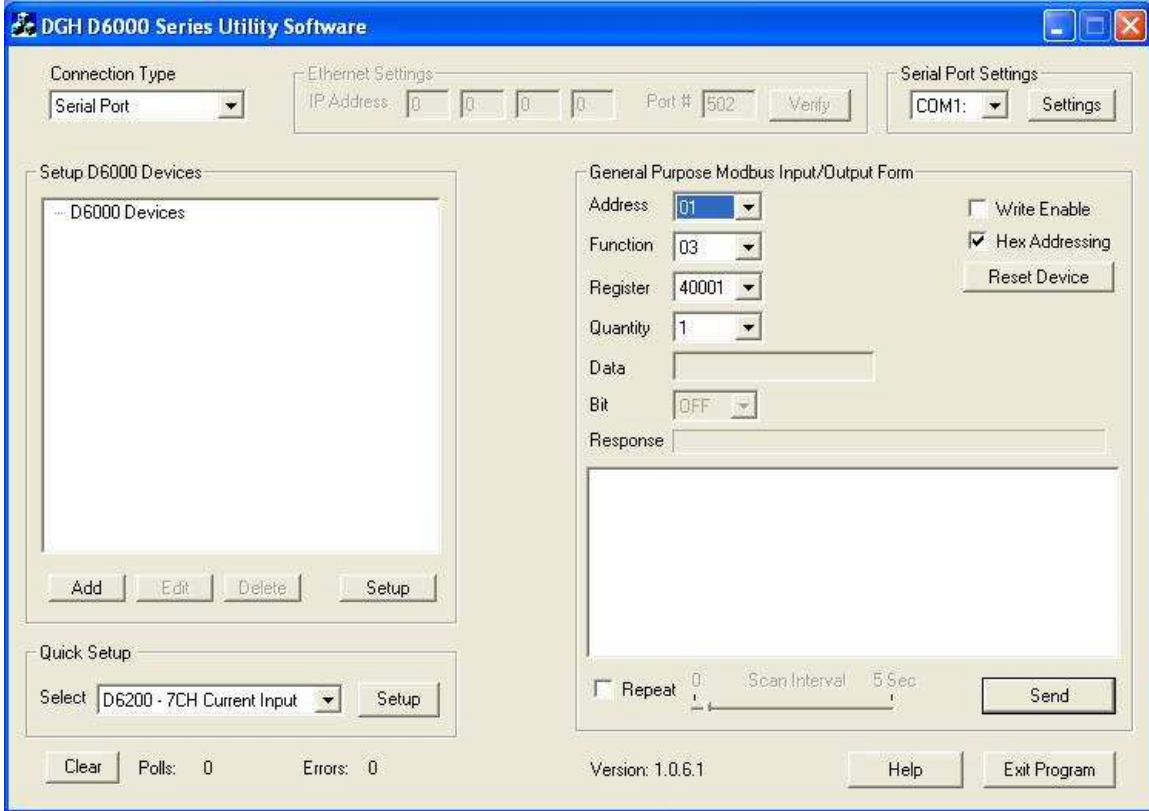 DGH D6000 Series Utility Software
Connection Type
Serial Port
Ethernet Settings
IP Address 0 0 0 0 Port # 502 Verify
Serial Port Settings
COM1: Settings
Setup D6000 Devices
D6000 Devices
Add Edit Delete Setup
Quick Setup
Select D6200 - 7CH Current Input Setup
Clear Polls: 0 Errors: 0
General Purpose Modbus Input/Output Form
Address 01
Write Enable
Function 03
Hex Addressing
Register 40001
Reset Device
Quantity 1
Data
Bit OFF
Response
Repeat 0 Scan Interval 5 Sec
Send
Version: 1.0.6.1 Help Exit Program